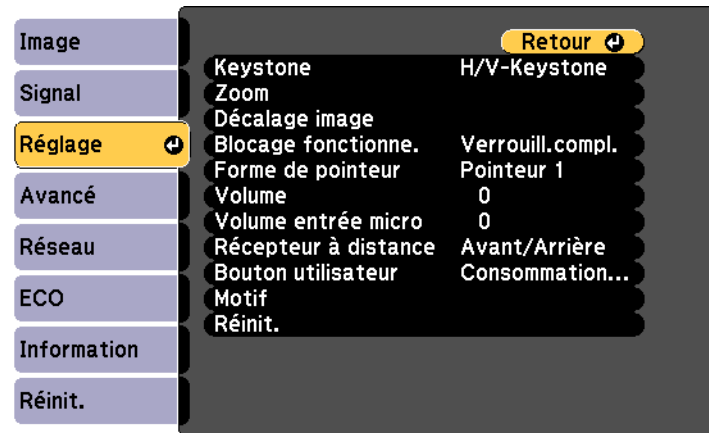 Image
Signal
Réglage
Avancé
Réseau
ECO
Information
Réinit.
Retour
Keystone H/V-Keystone
Zoom
Décalage image
Blocage fonctionne. Verrouill.compl.
Forme de pointeur Pointeur 1
Volume 0
Volume entrée micro 0
Récepteur à distance Avant/Arrière
Bouton utilisateur Consommation...
Motif
Réinit.